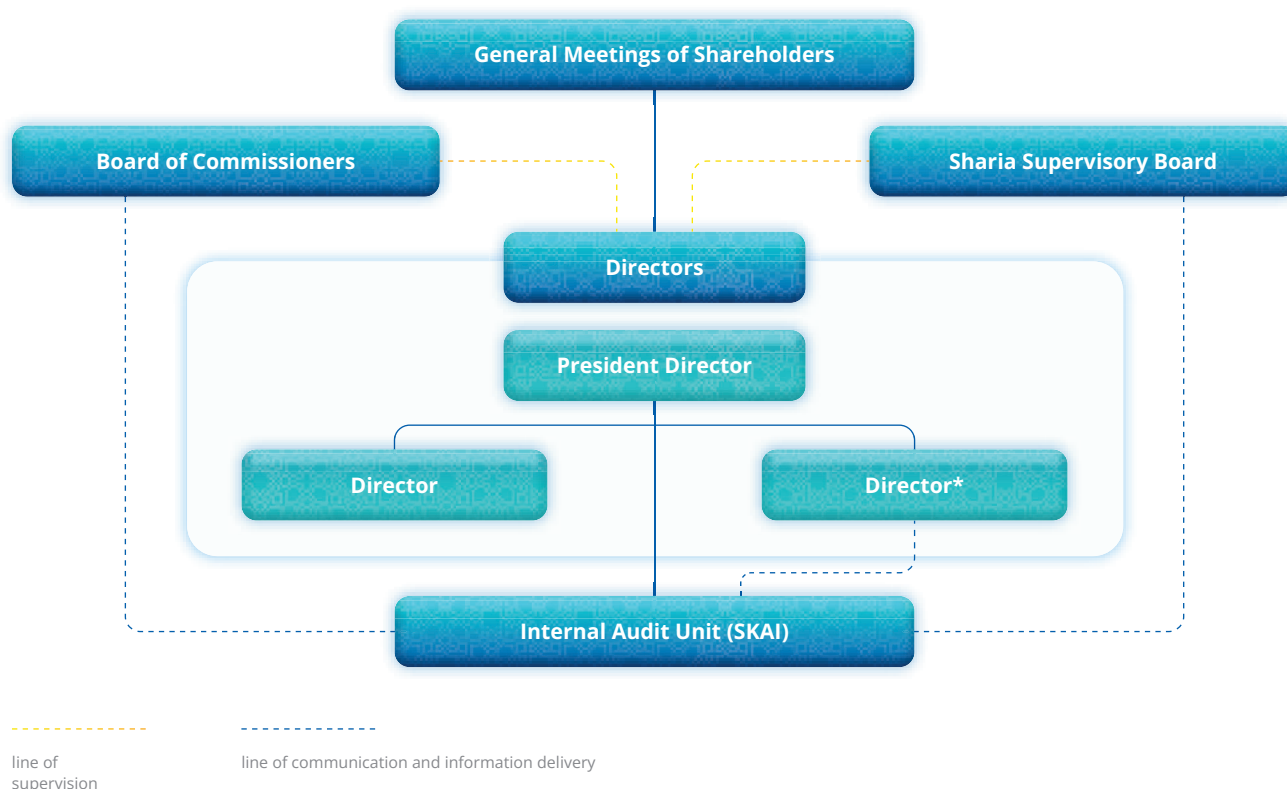 General Meetings of Shareholders
Board of Commissioners
Sharia Supervisory Board
Directors
President Director
Director
Director*
Internal Audit Unit (SKAI)
line of
supervision
line of communication and information delivery